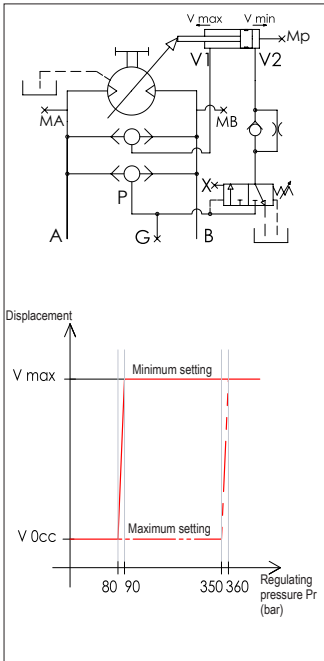 V max V min
Mp
V1 V2
MA MB
X
P
A G B
Displacement
V max
Minimum setting
V 0cc
Maximum setting
80 90 350 360
Regulating
pressure Pr
(bar)